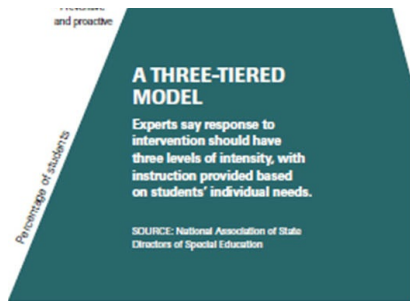 and proactive
A THREE-TIERED
MODEL
Experts say response to
intervention should have
three levels of intensity, with
instruction provided based
on students' individual needs.
SOURCE: National Association of State
Directors of Special Education
Percentage of students